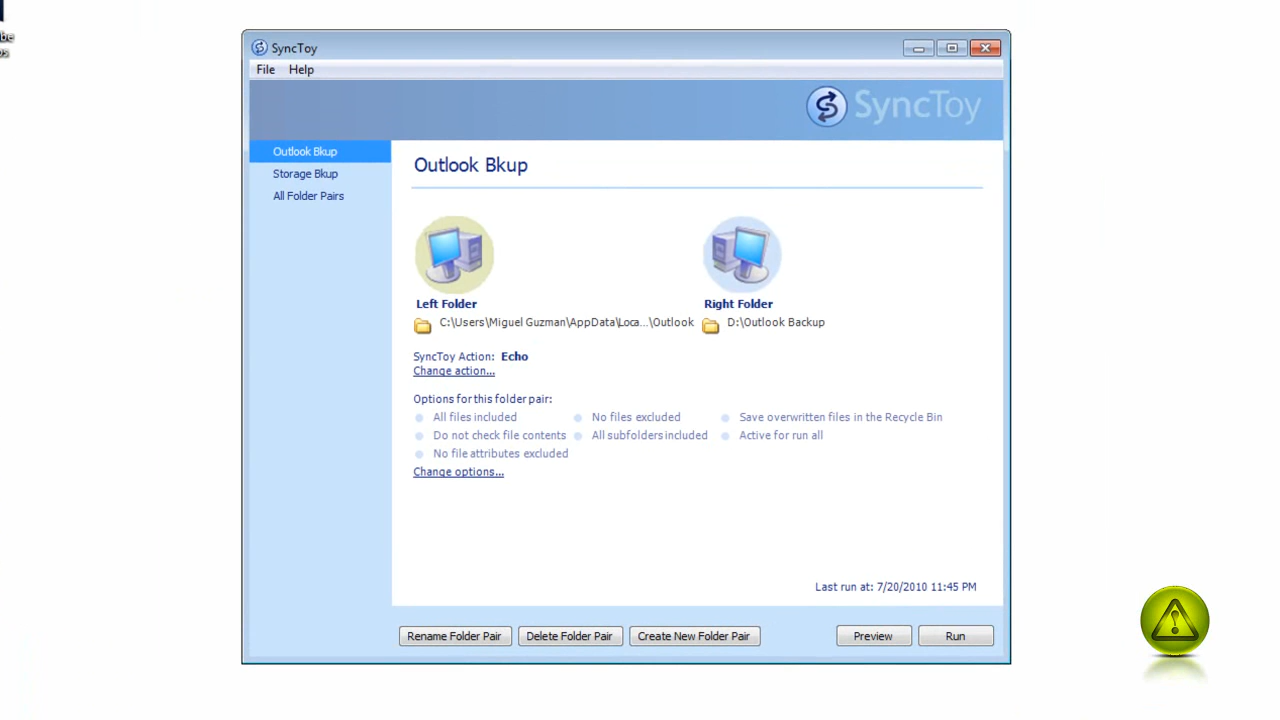 SyncToy
File Help
SyncToy
Outlook Bkup
Storage Bkup
All Folder Pairs
Outlook Bkup
Left Folder
Right Folder
C:\Users\Miguel Guzman\AppData\Loca...\Outlook
D:\Outlook Backup
SyncToy Action: Echo
Change action...
Options for this folder pair:
All files included
No files excluded
Save overwritten files in the Recycle Bin
Do not check file contents
All subfolders included
Active for run all
No file attributes excluded
Change options...
Last run at: 7/20/2010 11:45 PM
Rename Folder Pair
Delete Folder Pair
Create New Folder Pair
Preview
Run